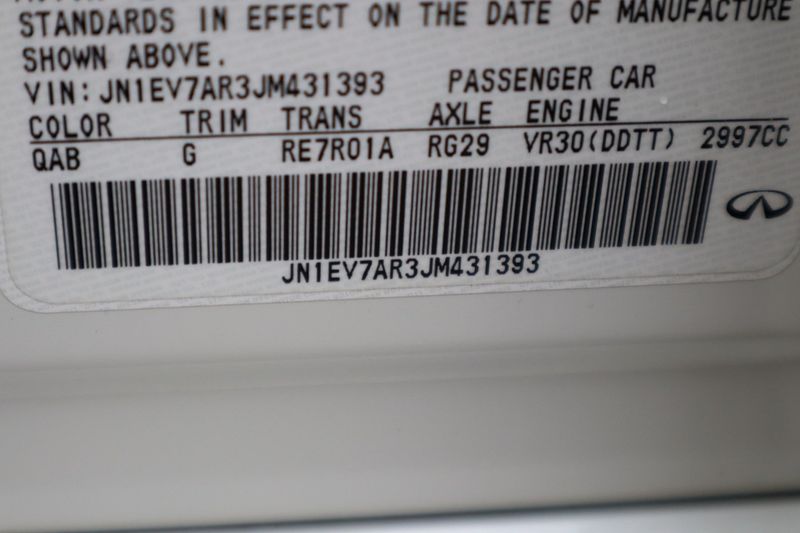 STANDARDS IN EFFECT ON THE DATE OF MANUFACTURE
SHOWN ABOVE.
VIN: JN1EV7AR3JM431393 PASSENGER CAR
COLOR TRIM TRANS AXLE ENGINE
QAB G RE7R01A RG29 VR30(DDTT) 2997CC
JN1EV7AR3JM431393